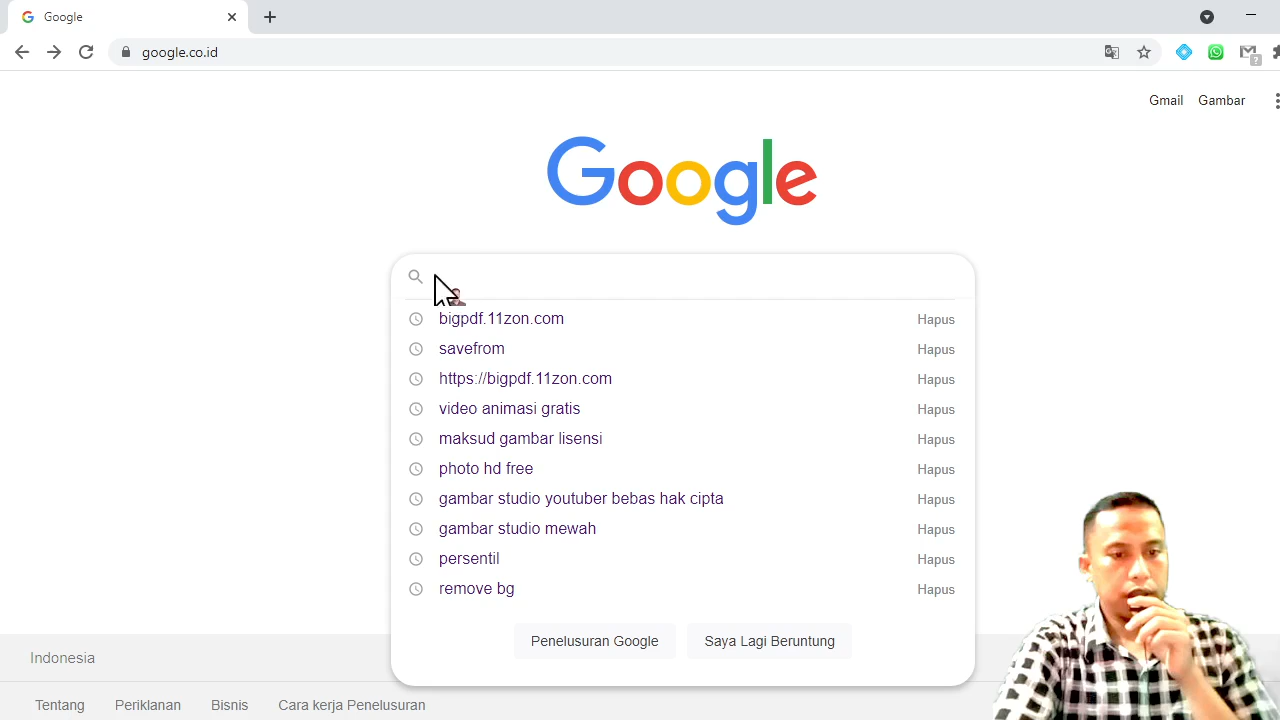 Google
google.co.id
Gmail Gambar
Google
bigpdf.11zon.com Hapus
savefrom Hapus
https://bigpdf.11zon.com Hapus
video animasi gratis Hapus
maksud gambar lisensi Hapus
photo hd free Hapus
gambar studio youtuber bebas hak cipta Hapus
gambar studio mewah Hapus
persentil Hapus
remove bg Hapus
Penelusuran Google Saya Lagi Beruntung
Indonesia
Tentang Periklanan Bisnis Cara kerja Penelusuran